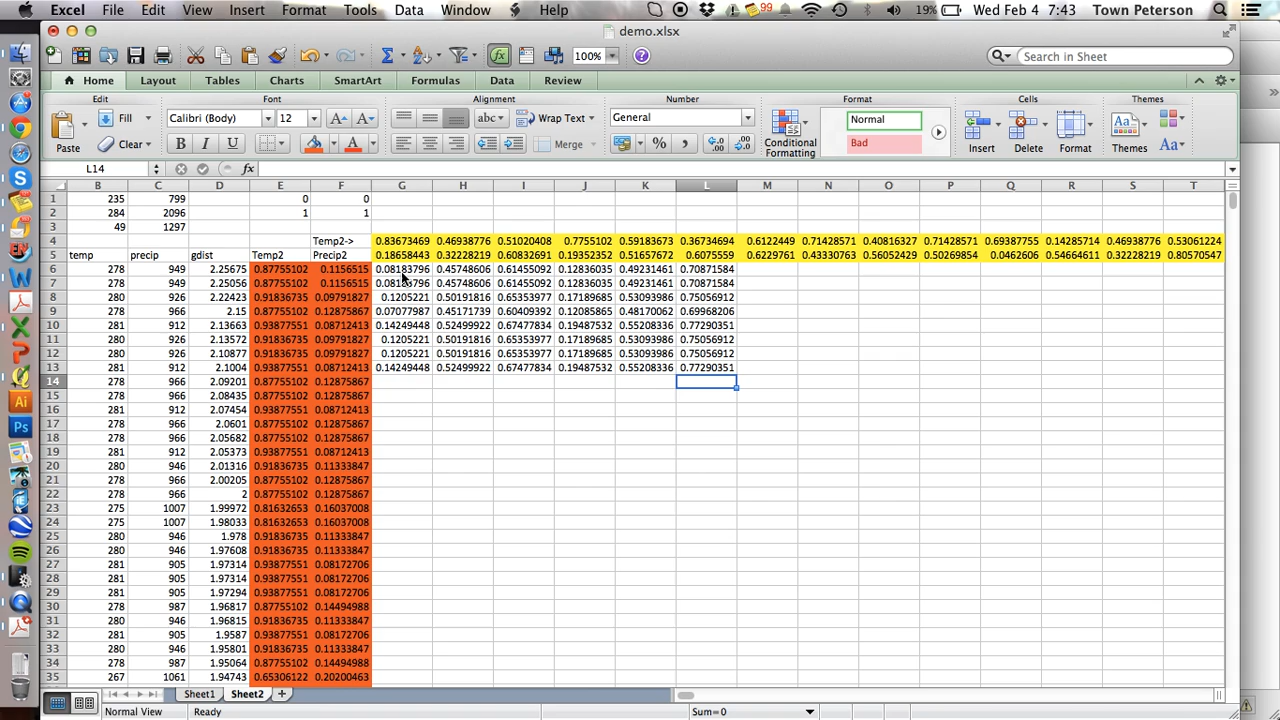 Excel File Edit View Insert Format Tools Data Window Help 99 19% Wed Feb 4 7:43 Town Peterson
demo.xlsx
100% Search in Sheet
Home Layout Tables Charts SmartArt Formulas Data Review
Edit Font Alignment Number Format Cells Themes
Paste Fill Calibri (Body) 12 A A abc Wrap Text General Conditional Formatting Normal Insert Delete Format Themes Aa
Clear B I U A Merge % Bad
L14 fx
B C D E F G H I J K L M N O P Q R S T
1 235 799 0 0
2 284 2096 1 1
3 49 1297
4 Temp2-> 0.83673469 0.46938776 0.51020408 0.7755102 0.59183673 0.36734694 0.6122449 0.71428571 0.40816327 0.71428571 0.69387755 0.14285714 0.46938776 0.53061224
5 temp precip gdist Temp2 Precip2 0.18658443 0.32228219 0.60832691 0.19352351 0.51657672 0.6075559 0.6229761 0.43330763 0.56052429 0.50269854 0.0462606 0.54664611 0.32228219 0.80570547
6 278 949 2.25675 0.87755102 0.1156515 0.08183796 0.45748606 0.61455092 0.12836035 0.49231461 0.70871584
7 278 949 2.25056 0.87755102 0.1156515 0.08183796 0.45748606 0.61455092 0.12836035 0.49231461 0.70871584
8 280 926 2.22423 0.91836735 0.09791827 0.1205221 0.50191816 0.65353977 0.17189685 0.53093986 0.75056912
9 278 966 2.15 0.87755102 0.12875867 0.07077987 0.45171739 0.60409392 0.12085865 0.48170062 0.69968206
10 281 912 2.13663 0.93877551 0.08712413 0.14249448 0.52499922 0.67477834 0.19487532 0.55208336 0.77290351
11 280 926 2.13572 0.91836735 0.09791827 0.1205221 0.50191816 0.65353977 0.17189685 0.53093986 0.75056912
12 280 926 2.10877 0.91836735 0.09791827 0.1205221 0.50191816 0.65353977 0.17189685 0.53093986 0.75056912
13 281 912 2.1004 0.93877551 0.08712413 0.14249448 0.52499922 0.67477834 0.19487532 0.55208336 0.77290351
14 278 966 2.09201 0.87755102 0.12875867
15 278 966 2.08435 0.87755102 0.12875867
16 281 912 2.07454 0.93877551 0.08712413
17 278 966 2.0601 0.87755102 0.12875867
18 278 966 2.05682 0.87755102 0.12875867
19 281 912 2.05373 0.93877551 0.08712413
20 280 946 2.01316 0.91836735 0.11333847
21 278 966 2.00205 0.87755102 0.12875867
22 278 966 2 0.87755102 0.12875867
23 275 1007 1.99972 0.81632653 0.16037008
24 275 1007 1.98033 0.81632653 0.16037008
25 280 946 1.978 0.91836735 0.11333847
26 280 946 1.97608 0.91836735 0.11333847
27 281 905 1.97314 0.93877551 0.08172706
28 281 905 1.97314 0.93877551 0.08172706
29 281 905 1.97294 0.93877551 0.08172706
30 278 987 1.96817 0.87755102 0.14494988
31 280 946 1.96815 0.91836735 0.11333847
32 281 905 1.9587 0.93877551 0.08172706
33 280 946 1.95801 0.91836735 0.11333847
34 278 987 1.95064 0.87755102 0.14494988
35 267 1061 1.94743 0.65306122 0.20200463
Sheet1 Sheet2
Normal View Ready Sum=0